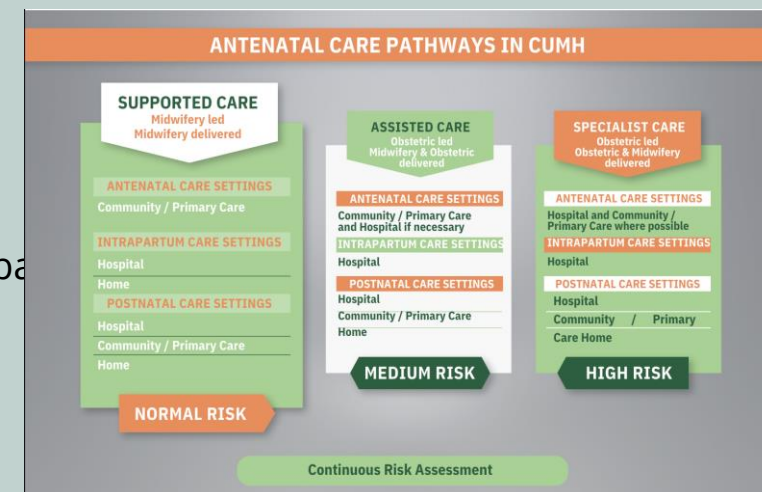 ANTENATAL CARE PATHWAYS IN CUMH
SUPPORTED CARE
Midwifery led
Midwifery delivered
ANTENATAL CARE SETTINGS
Community / Primary Care
INTRAPARTUM CARE SETTINGS
Hospital
Home
POSTNATAL CARE SETTINGS
Hospital
Community / Primary Care
Home
NORMAL RISK
ASSISTED CARE
Obstetric led
Midwifery & Obstetric
delivered
ANTENATAL CARE SETTINGS
Community / Primary Care
and Hospital if necessary
INTRAPARTUM CARE SETTINGS
Hospital
POSTNATAL CARE SETTINGS
Hospital
Community / Primary Care
Home
MEDIUM RISK
SPECIALIST CARE
Obstetric led
Obstetric & Midwifery
delivered
ANTENATAL CARE SETTINGS
Hospital and Community /
Primary Care where possible
INTRAPARTUM CARE SETTINGS
Hospital
POSTNATAL CARE SETTINGS
Hospital
Community / Primary
Care Home
HIGH RISK
Continuous Risk Assessment